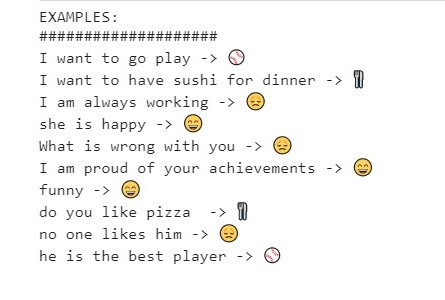 EXAMPLES:
####################
I want to go play -> ⚾
I want to have sushi for dinner -> 🍴
I am always working -> 😞
she is happy -> 😄
What is wrong with you -> 😞
I am proud of your achievements -> 😄
funny -> 😄
do you like pizza  -> 🍴
no one likes him -> 😞
he is the best player -> ⚾